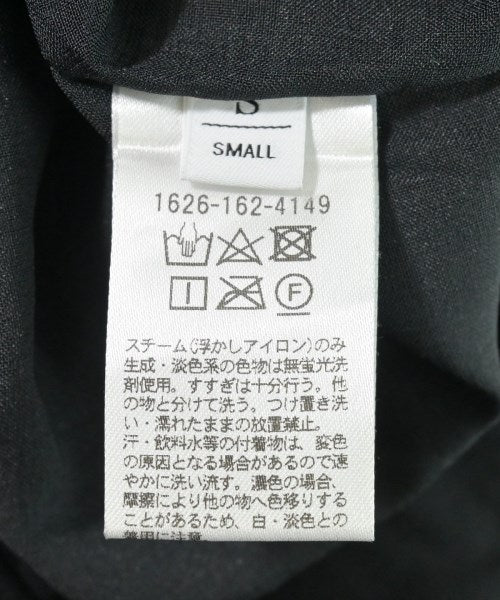 S
SMALL
1626-162-4149
F
スチーム(浮かしアイロン)のみ
生成・淡色系の色物は無蛍光洗
剤使用。すすぎは十分行う。他
の物と分けて洗う。つけ置き洗
い・濡れたままの放置禁止。
汗・飲料水等の付着物は、変色
の原因となる場合があるので速
やかに洗い流す。濃色の場合、
摩擦により他の物へ色移りする
ことがあるため、白・淡色との
着用に注意